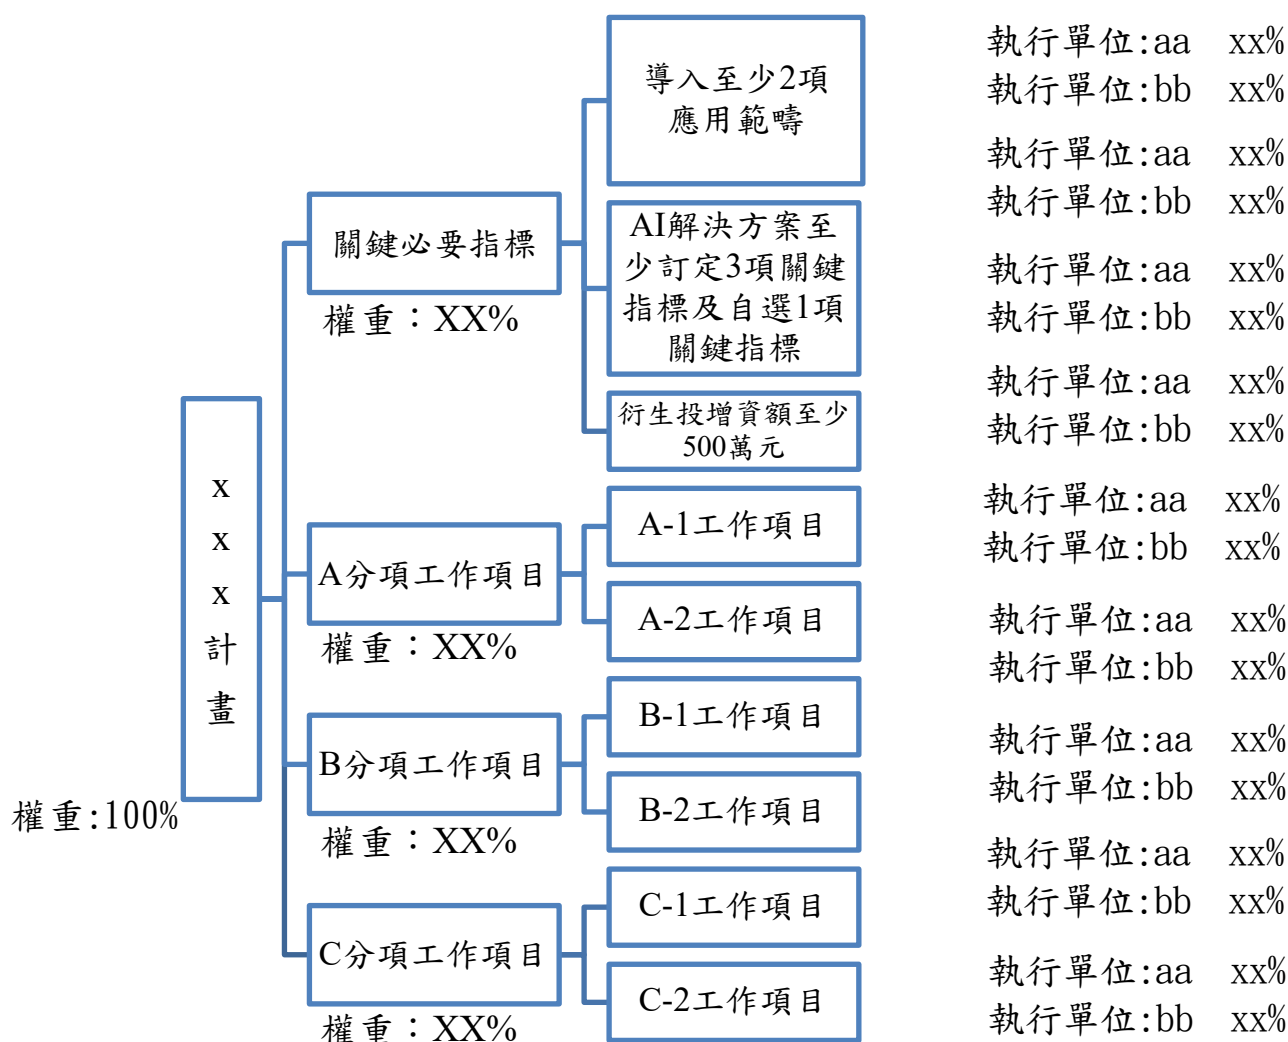 x
x
x
計
畫
權重:100%
關鍵必要指標
權重：XX%
導入至少2項
應用範疇
AI解決方案至
少訂定3項關鍵
指標及自選1項
關鍵指標
衍生投增資額至少
500萬元
A分項工作項目
權重：XX%
A-1工作項目
A-2工作項目
B分項工作項目
權重：XX%
B-1工作項目
B-2工作項目
C分項工作項目
權重：XX%
C-1工作項目
C-2工作項目
執行單位:aa xx%
執行單位:bb xx%
執行單位:aa xx%
執行單位:bb xx%
執行單位:aa xx%
執行單位:bb xx%
執行單位:aa xx%
執行單位:bb xx%
執行單位:aa xx%
執行單位:bb xx%
執行單位:aa xx%
執行單位:bb xx%
執行單位:aa xx%
執行單位:bb xx%
執行單位:aa xx%
執行單位:bb xx%
執行單位:aa xx%
執行單位:bb xx%